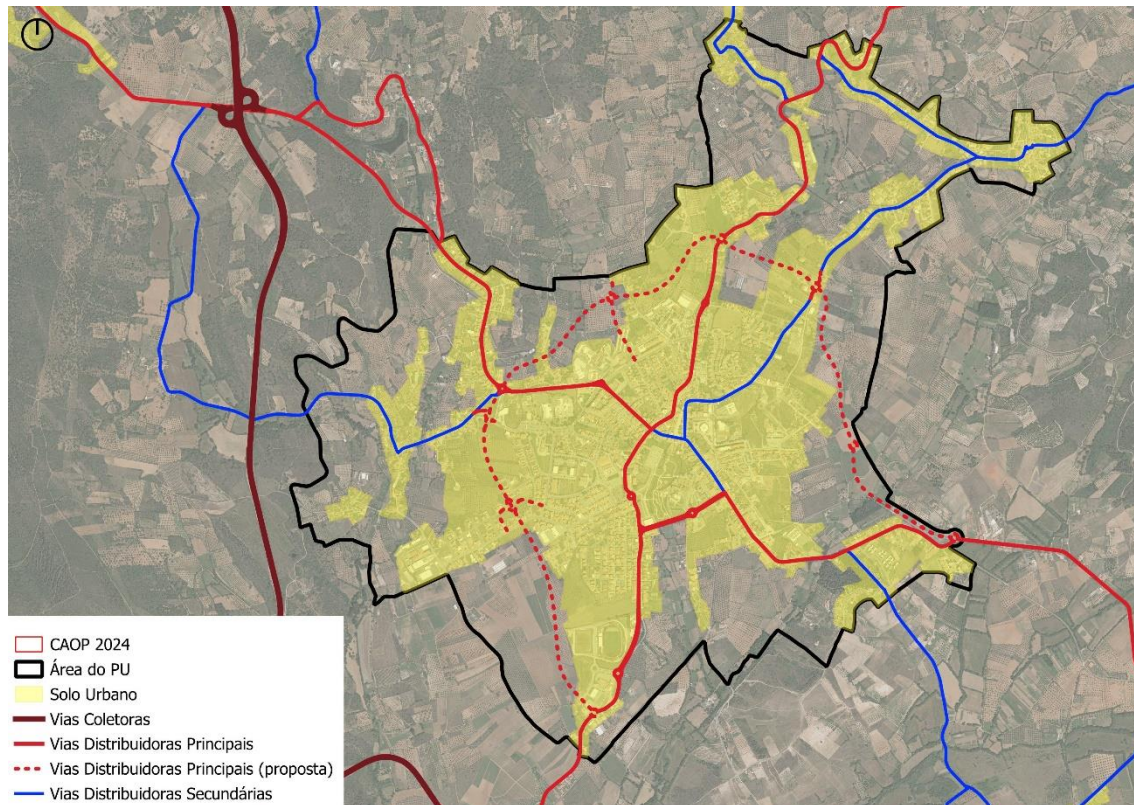 CAOP 2024
Área do PU
Solo Urbano
Vias Coletoras
Vias Distribuidoras Principais
Vias Distribuidoras Principais (proposta)
Vias Distribuidoras Secundárias